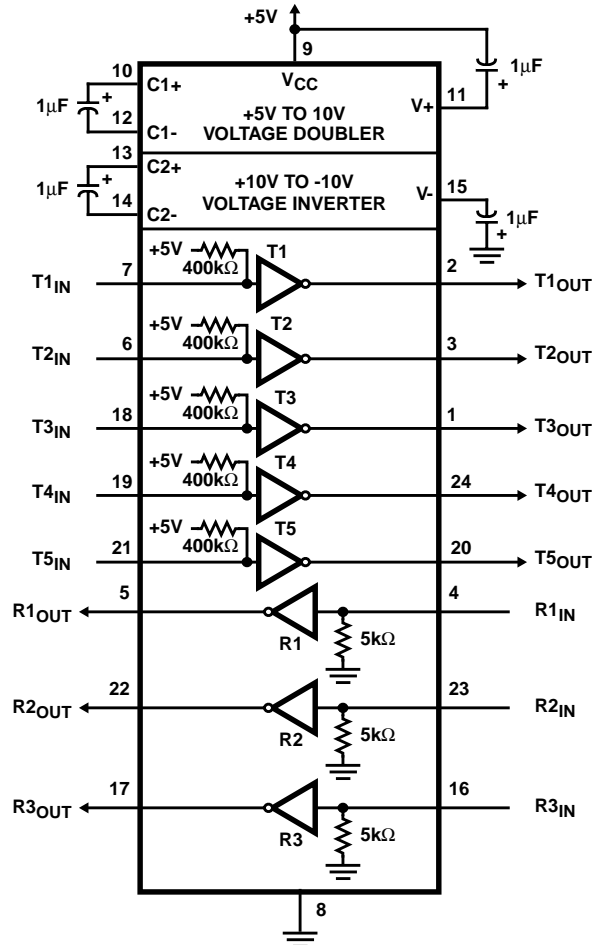 +5V
9
VCC
10
C1+
1μF
+
12
C1-
+5V TO 10V
VOLTAGE DOUBLER
V+
11
1μF
+
13
C2+
1μF
+
14
C2-
+10V TO -10V
VOLTAGE INVERTER
V-
15
1μF
+
+5V
400kΩ
T1
T1IN
7
2
T1OUT
+5V
400kΩ
T2
T2IN
6
3
T2OUT
+5V
400kΩ
T3
T3IN
18
1
T3OUT
+5V
400kΩ
T4
T4IN
19
24
T4OUT
+5V
400kΩ
T5
T5IN
21
20
T5OUT
R1OUT
5
4
R1IN
R1
5kΩ
R2OUT
22
23
R2IN
R2
5kΩ
R3OUT
17
16
R3IN
R3
5kΩ
8